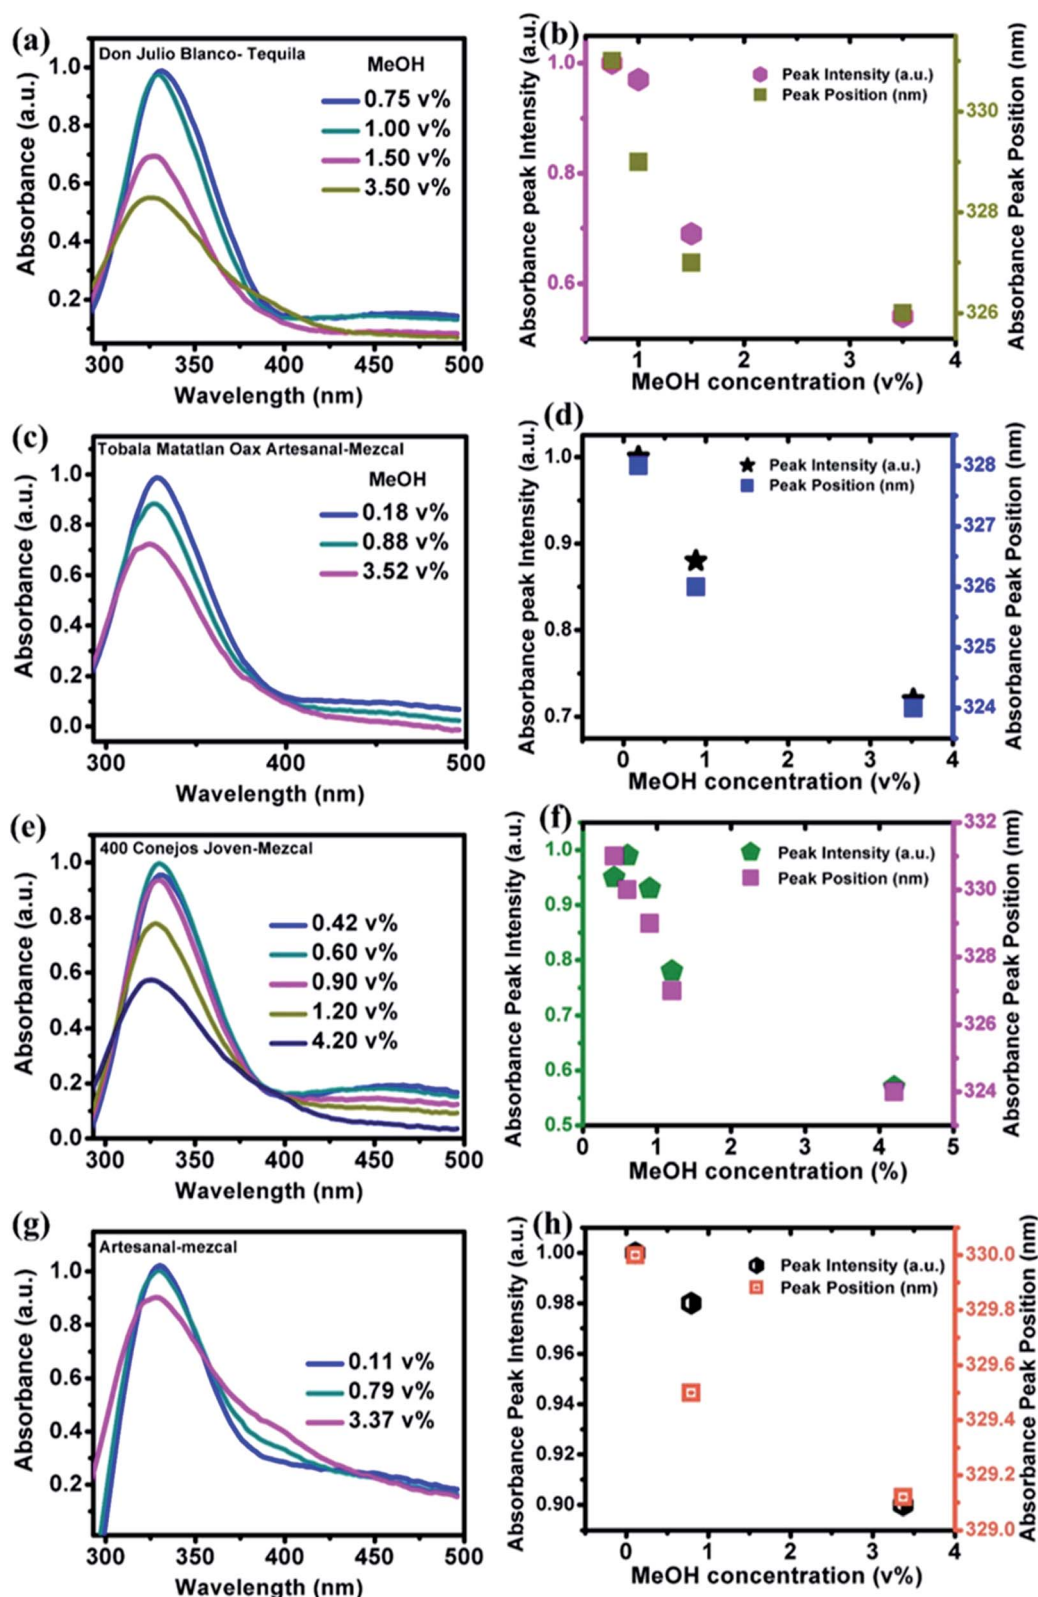 (a)
Don Julio Blanco- Tequila
MeOH
0.75 v%
1.00 v%
1.50 v%
3.50 v%
Absorbance (a.u.)
1.0
0.8
0.6
0.4
0.2
300 350 400 450 500
Wavelength (nm)
(b)
Peak Intensity (a.u.)
Peak Position (nm)
Absorbance peak Intensity (a.u.)
1.0
0.8
0.6
Absorbance Peak Position (nm)
330
328
326
1 2 3 4
MeOH concentration (v%)
(c)
Tobala Matatlan Oax Artesanal-Mezcal
MeOH
0.18 v%
0.88 v%
3.52 v%
Absorbance (a.u.)
1.0
0.8
0.6
0.4
0.2
0.0
300 350 400 450 500
Wavelength (nm)
(d)
Peak Intensity (a.u.)
Peak Position (nm)
Absorbance peak Intensity (a.u.)
1.0
0.9
0.8
0.7
Absorbance Peak Position (nm)
328
327
326
325
324
0 1 2 3 4
MeOH concentration (v%)
(e)
400 Conejos Joven-Mezcal
0.42 v%
0.60 v%
0.90 v%
1.20 v%
4.20 v%
Absorbance (a.u.)
1.0
0.8
0.6
0.4
0.2
0.0
300 350 400 450 500
Wavelength (nm)
(f)
Peak Intensity (a.u.)
Peak Position (nm)
Absorbance Peak Intensity (a.u.)
1.0
0.9
0.8
0.7
0.6
0.5
Absorbance Peak Position (nm)
332
330
328
326
324
0 1 2 3 4 5
MeOH concentration (%)
(g)
Artesanal-mezcal
0.11 v%
0.79 v%
3.37 v%
Absorbance (a.u.)
1.0
0.8
0.6
0.4
0.2
300 350 400 450 500
Wavelength (nm)
(h)
Peak Intensity (a.u.)
Peak Position (nm)
Absorbance Peak Intensity (a.u.)
1.00
0.98
0.96
0.94
0.92
0.90
Absorbance Peak Position (nm)
330.0
329.8
329.6
329.4
329.2
329.0
0 1 2 3 4
MeOH concentration (v%)